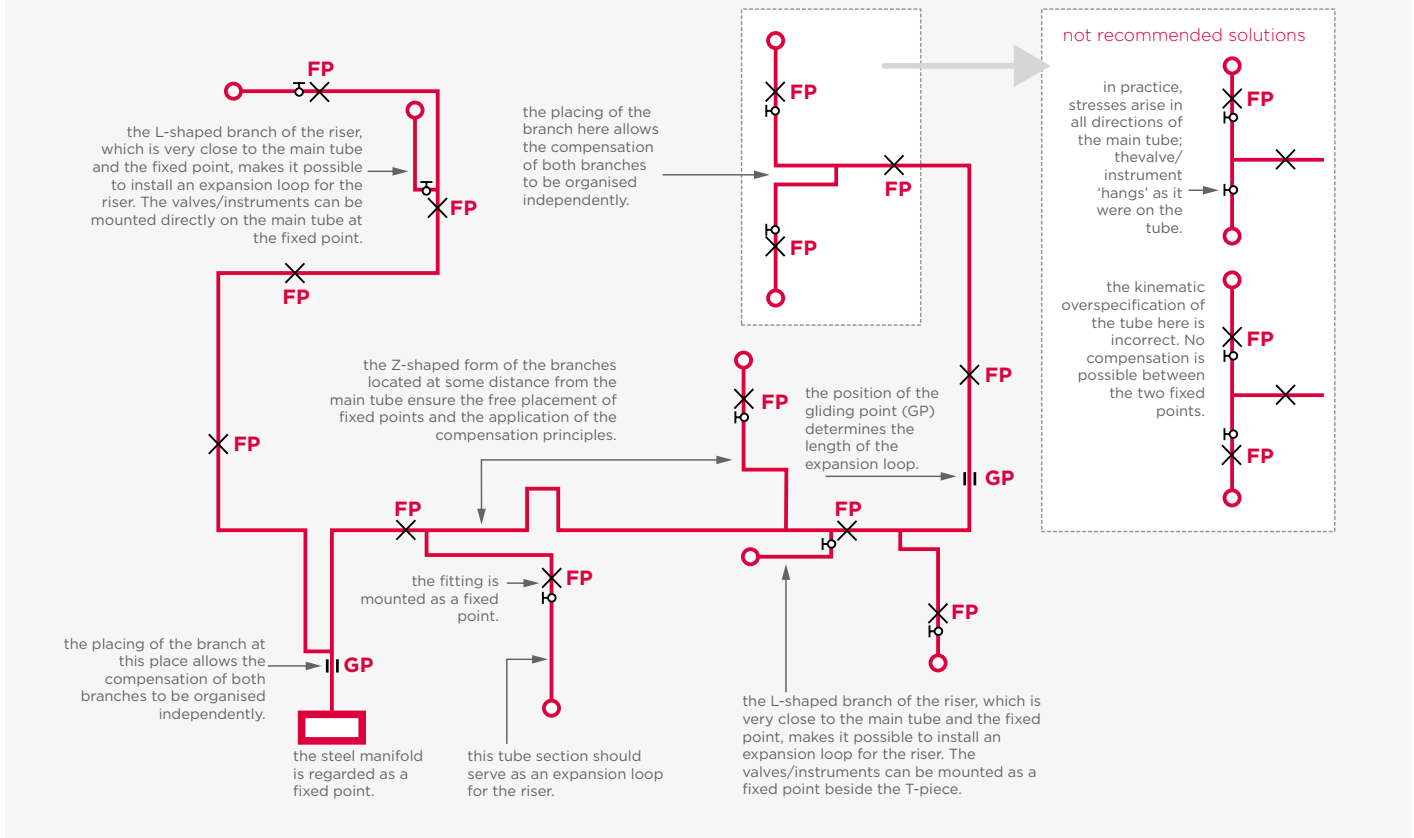 FP
the L-shaped branch of the riser,
which is very close to the main tube
and the fixed point, makes it possible
to install an expansion loop for the
riser. The valves/instruments can be
mounted directly on the main tube at
the fixed point.
FP
FP
FP
the placing of the
branch here allows
the compensation
of both branches
to be organised
independently.
FP
FP
FP
not recommended solutions
in practice,
stresses arise in
all directions of
the main tube;
thevalve/
instrument
‘hangs’ as it
were on the
tube.
FP
the kinematic
overspecification of
the tube here is
incorrect. No
compensation is
possible between
the two fixed
points.
FP
FP
the Z-shaped form of the branches
located at some distance from the
main tube ensure the free placement of
fixed points and the application of the
compensation principles.
FP
the position of the
gliding point (GP)
determines the
length of the
expansion loop.
FP
GP
FP
FP
the fitting is
mounted as a fixed
point.
FP
FP
the placing of the branch at
this place allows the
compensation of both
branches to be organised
independently.
GP
the steel manifold
is regarded as a
fixed point.
this tube section should
serve as an expansion loop
for the riser.
the L-shaped branch of the riser, which is
very close to the main tube and the fixed
point, makes it possible to install an
expansion loop for the riser. The
valves/instruments can be mounted as a
fixed point beside the T-piece.